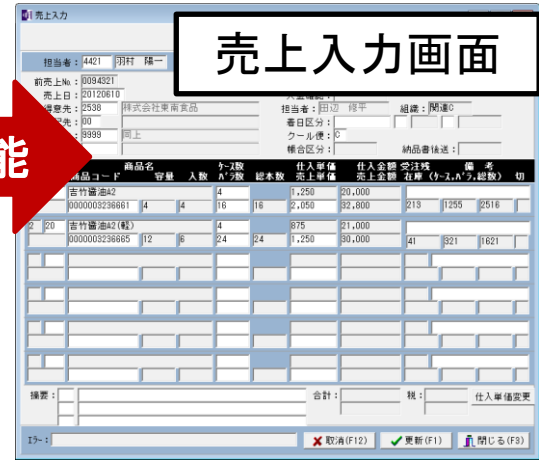 売上入力
売上入力画面
能
担当者: 4421 羽村 陽一
前売上No.: 0094321
売上日: 20120610
得意先: 2538 株式会社東南食品 担当者: 田辺 修平 組織: 関連C
00 着日区分:
9999 同上 クール便: C
帳合区分: 納品書後送:
商品名 ケース数 仕入単価 仕入金額 受注残 備 考
商品コード 容量 入数 バラ数 総本数 売上単価 売上金額 在庫 (ケース,バラ,総数) 切
吉竹醤油A2 4 1,250 20,000
0000003236661 4 4 16 16 2,050 32,800 213 1255 2516
2 20 吉竹醤油A2(軽) 4 875 21,000
0000003236665 12 6 24 24 1,250 30,000 41 321 1621
摘要: 合計: 税: 仕入単価変更
エラー: 取消(F12) 更新(F1) 閉じる(F3)